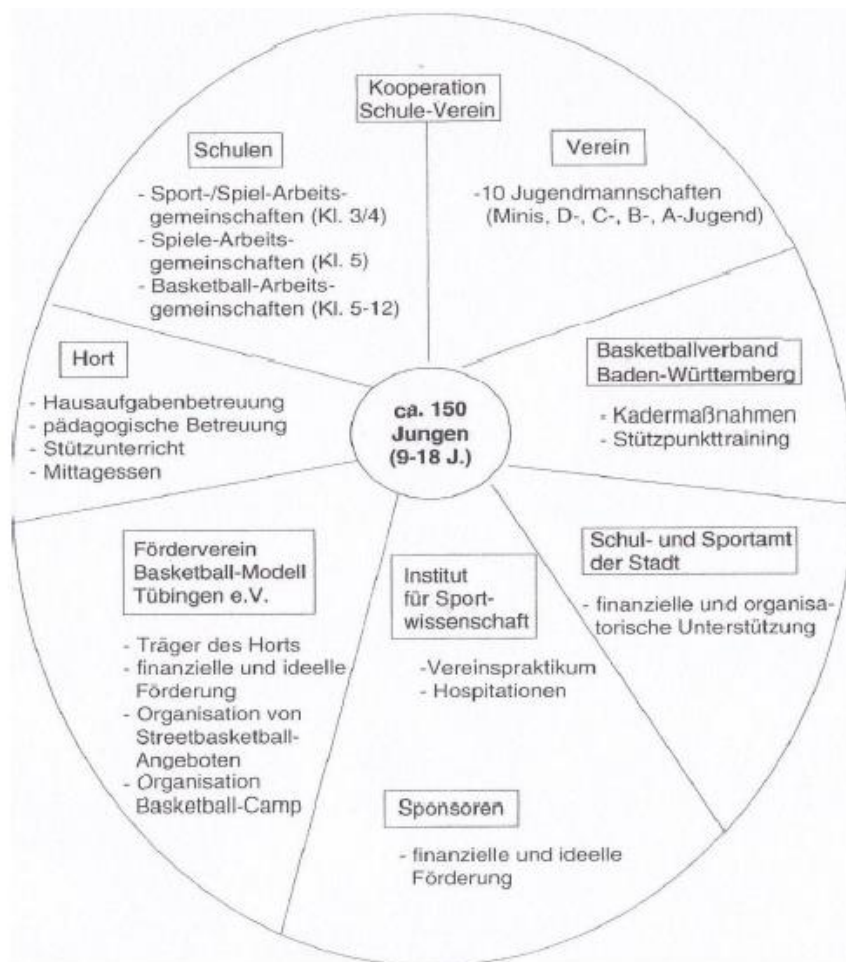 Kooperation
Schule-Verein
Schulen
- Sport-/Spiel-Arbeits-
gemeinschaften (Kl. 3/4)
- Spiele-Arbeits-
gemeinschaften (Kl. 5)
- Basketball-Arbeits-
gemeinschaften (Kl. 5-12)
Verein
-10 Jugendmannschaften
(Minis, D-, C-, B-, A-Jugend)
Hort
- Hausaufgabenbetreuung
- pädagogische Betreuung
- Stützunterricht
- Mittagessen
ca. 150
Jungen
(9-18 J.)
Basketballverband
Baden-Württemberg
- Kadermaßnahmen
- Stützpunkttraining
Förderverein
Basketball-Modell
Tübingen e.V.
- Träger des Horts
- finanzielle und ideelle
Förderung
- Organisation von
Streetbasketball-
Angeboten
- Organisation
Basketball-Camp
Institut
für Sport-
wissenschaft
-Vereinspraktikum
- Hospitationen
Schul- und Sportamt
der Stadt
- finanzielle und organisa-
torische Unterstützung
Sponsoren
- finanzielle und ideelle
Förderung